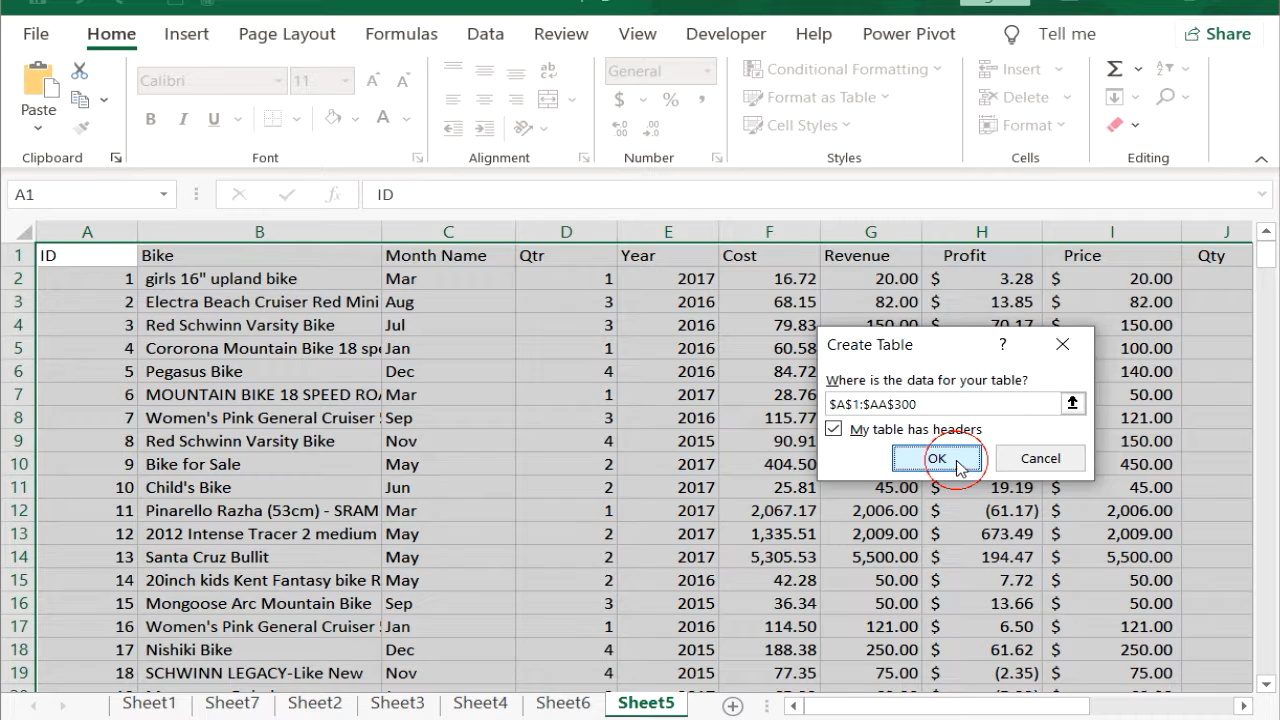 File Home Insert Page Layout Formulas Data Review View Developer Help Power Pivot Tell me Share
Calibri 11 General Conditional Formatting Insert
Paste Format as Table Delete
Cell Styles Format
Clipboard Font Alignment Number Styles Cells Editing
A1 fx ID
A B C D E F G H I J
1 ID Bike Month Name Qtr Year Cost Revenue Profit Price Qty
2 1 girls 16" upland bike Mar 1 2017 16.72 20.00 $ 3.28 $ 20.00
3 2 Electra Beach Cruiser Red Mini Aug 3 2016 68.15 82.00 $ 13.85 $ 82.00
4 3 Red Schwinn Varsity Bike Jul 3 2016 79.83 150.00 $ 70.17 $ 150.00
5 4 Cororona Mountain Bike 18 spe Jan 1 2016 60.58 100.00
6 5 Pegasus Bike Dec 4 2016 84.72 140.00
7 6 MOUNTAIN BIKE 18 SPEED ROA Mar 1 2016 28.76 50.00
8 7 Women's Pink General Cruiser Sep 3 2016 115.77 121.00
9 8 Red Schwinn Varsity Bike Nov 4 2015 90.91 150.00
10 9 Bike for Sale May 2 2017 404.50 450.00
11 10 Child's Bike Jun 2 2016 25.81 45.00 $ 19.19 $ 45.00
12 11 Pinarello Razha (53cm) - SRAM Mar 1 2017 2,067.17 2,006.00 $ (61.17) $ 2,006.00
13 12 2012 Intense Tracer 2 medium May 2 2017 1,335.51 2,009.00 $ 673.49 $ 2,009.00
14 13 Santa Cruz Bullit May 2 2017 5,305.53 5,500.00 $ 194.47 $ 5,500.00
15 14 20inch kids Kent Fantasy bike R May 2 2016 42.28 50.00 $ 7.72 $ 50.00
16 15 Mongoose Arc Mountain Bike Sep 3 2015 36.34 50.00 $ 13.66 $ 50.00
17 16 Women's Pink General Cruiser Jan 1 2016 114.50 121.00 $ 6.50 $ 121.00
18 17 Nishiki Bike Dec 4 2015 188.38 250.00 $ 61.62 $ 250.00
19 18 SCHWINN LEGACY-Like New Nov 4 2015 77.35 75.00 $ (2.35) $ 75.00
Create Table ?
Where is the data for your table?
$A$1:$AA$300
My table has headers
OK Cancel
Sheet1 Sheet7 Sheet2 Sheet3 Sheet4 Sheet6 Sheet5